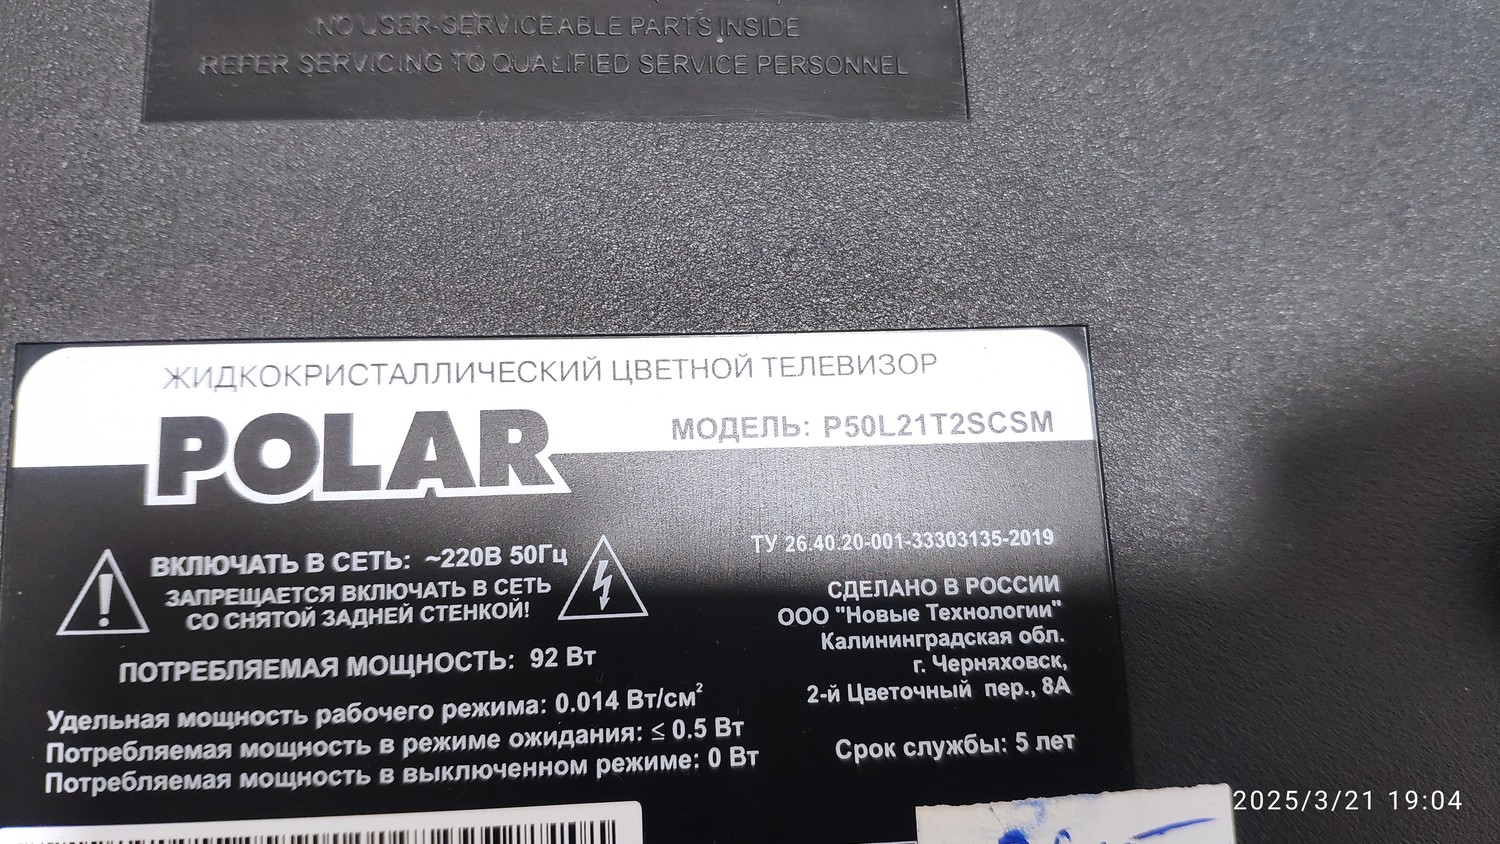 NO USER-SERVICEABLE PARTS INSIDE
REFER SERVICING TO QUALIFIED SERVICE PERSONNEL
ЖИДКОКРИСТАЛЛИЧЕСКИЙ ЦВЕТНОЙ ТЕЛЕВИЗОР
POLAR
МОДЕЛЬ: P50L21T2SCSM
ВКЛЮЧАТЬ В СЕТЬ: ~220В 50Гц
ЗАПРЕЩАЕТСЯ ВКЛЮЧАТЬ В СЕТЬ
СО СНЯТОЙ ЗАДНЕЙ СТЕНКОЙ!
ПОТРЕБЛЯЕМАЯ МОЩНОСТЬ: 92 Вт
Удельная мощность рабочего режима: 0.014 Вт/см²
Потребляемая мощность в режиме ожидания: ≤ 0.5 Вт
Потребляемая мощность в выключенном режиме: 0 Вт
ТУ 26.40.20-001-33303135-2019
СДЕЛАНО В РОССИИ
ООО "Новые Технологии"
Калининградская обл.
г. Черняховск,
2-й Цветочный пер., 8А
Срок службы: 5 лет
2025/3/21 19:04